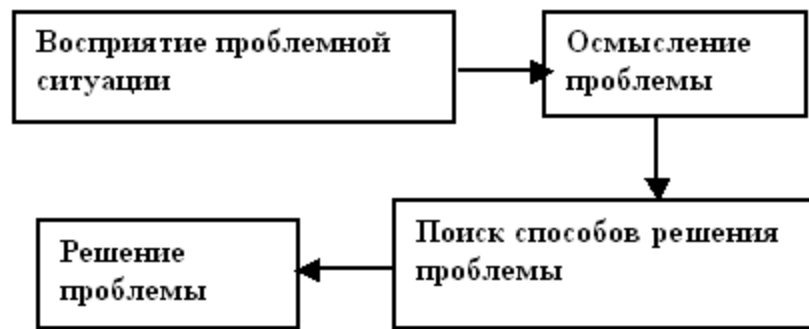 Восприятие проблемной
ситуации
Осмысление
проблемы
Поиск способов решения
проблемы
Решение
проблемы